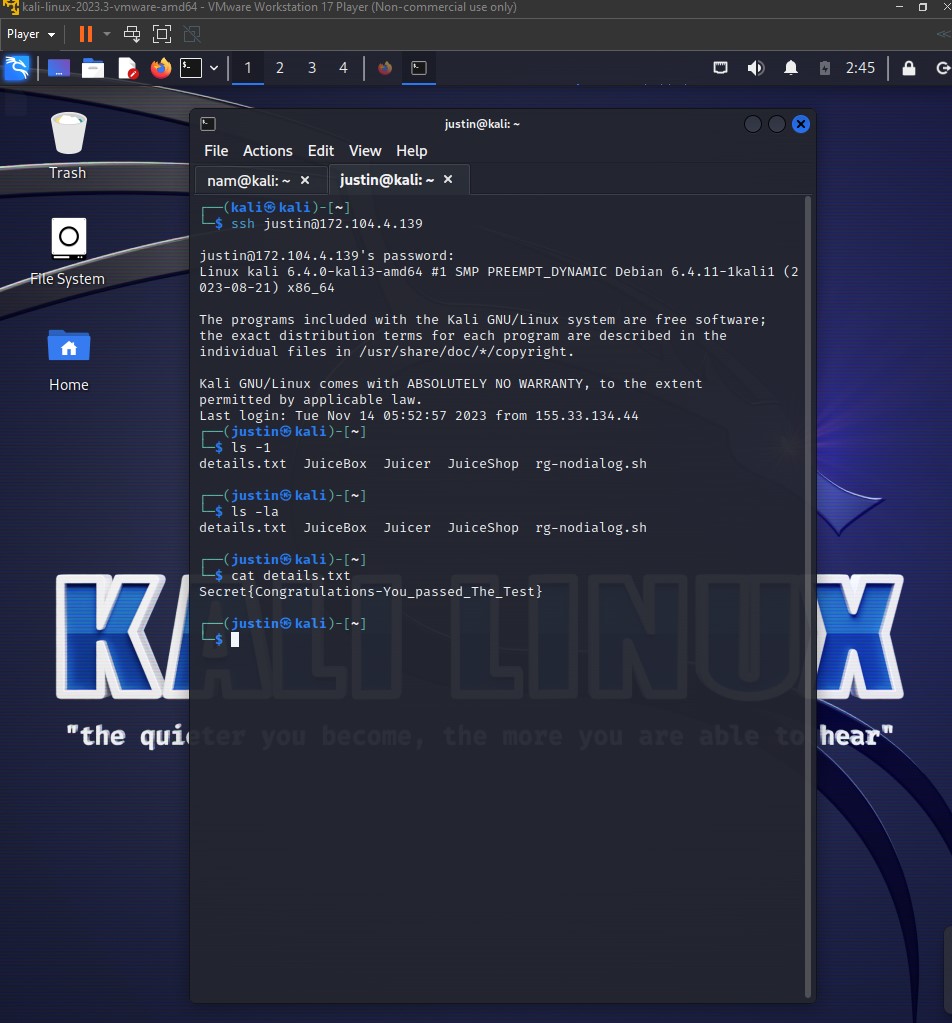 kali-linux-2023.3-vmware-amd64 - VMware Workstation 17 Player (Non-commercial use only)
Player
1 2 3 4
2:45
Trash
File System
Home
justin@kali: ~
File Actions Edit View Help
nam@kali: ~ ×
justin@kali: ~ ×
┌──(kali㉿kali)-[~]
└─$ ssh justin@172.104.4.139
justin@172.104.4.139's password:
Linux kali 6.4.0-kali3-amd64 #1 SMP PREEMPT_DYNAMIC Debian 6.4.11-1kali1 (2
023-08-21) x86_64
The programs included with the Kali GNU/Linux system are free software;
the exact distribution terms for each program are described in the
individual files in /usr/share/doc/*/copyright.
Kali GNU/Linux comes with ABSOLUTELY NO WARRANTY, to the extent
permitted by applicable law.
Last login: Tue Nov 14 05:52:57 2023 from 155.33.134.44
┌──(justin㉿kali)-[~]
└─$ ls -1
details.txt  JuiceBox  Juicer  JuiceShop  rg-nodialog.sh
┌──(justin㉿kali)-[~]
└─$ ls -la
details.txt  JuiceBox  Juicer  JuiceShop  rg-nodialog.sh
┌──(justin㉿kali)-[~]
└─$ cat details.txt
Secret{Congratulations-You_passed_The_Test}
┌──(justin㉿kali)-[~]
└─$
KALI LINUX
"the quieter you become, the more you are able to hear"